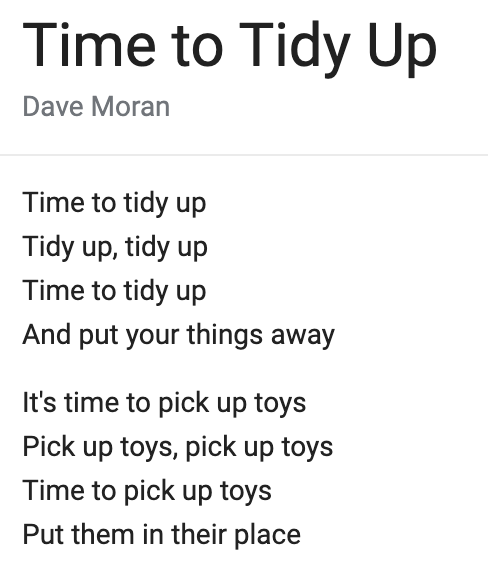 Time to Tidy Up
Dave Moran
Time to tidy up
Tidy up, tidy up
Time to tidy up
And put your things away
It's time to pick up toys
Pick up toys, pick up toys
Time to pick up toys
Put them in their place